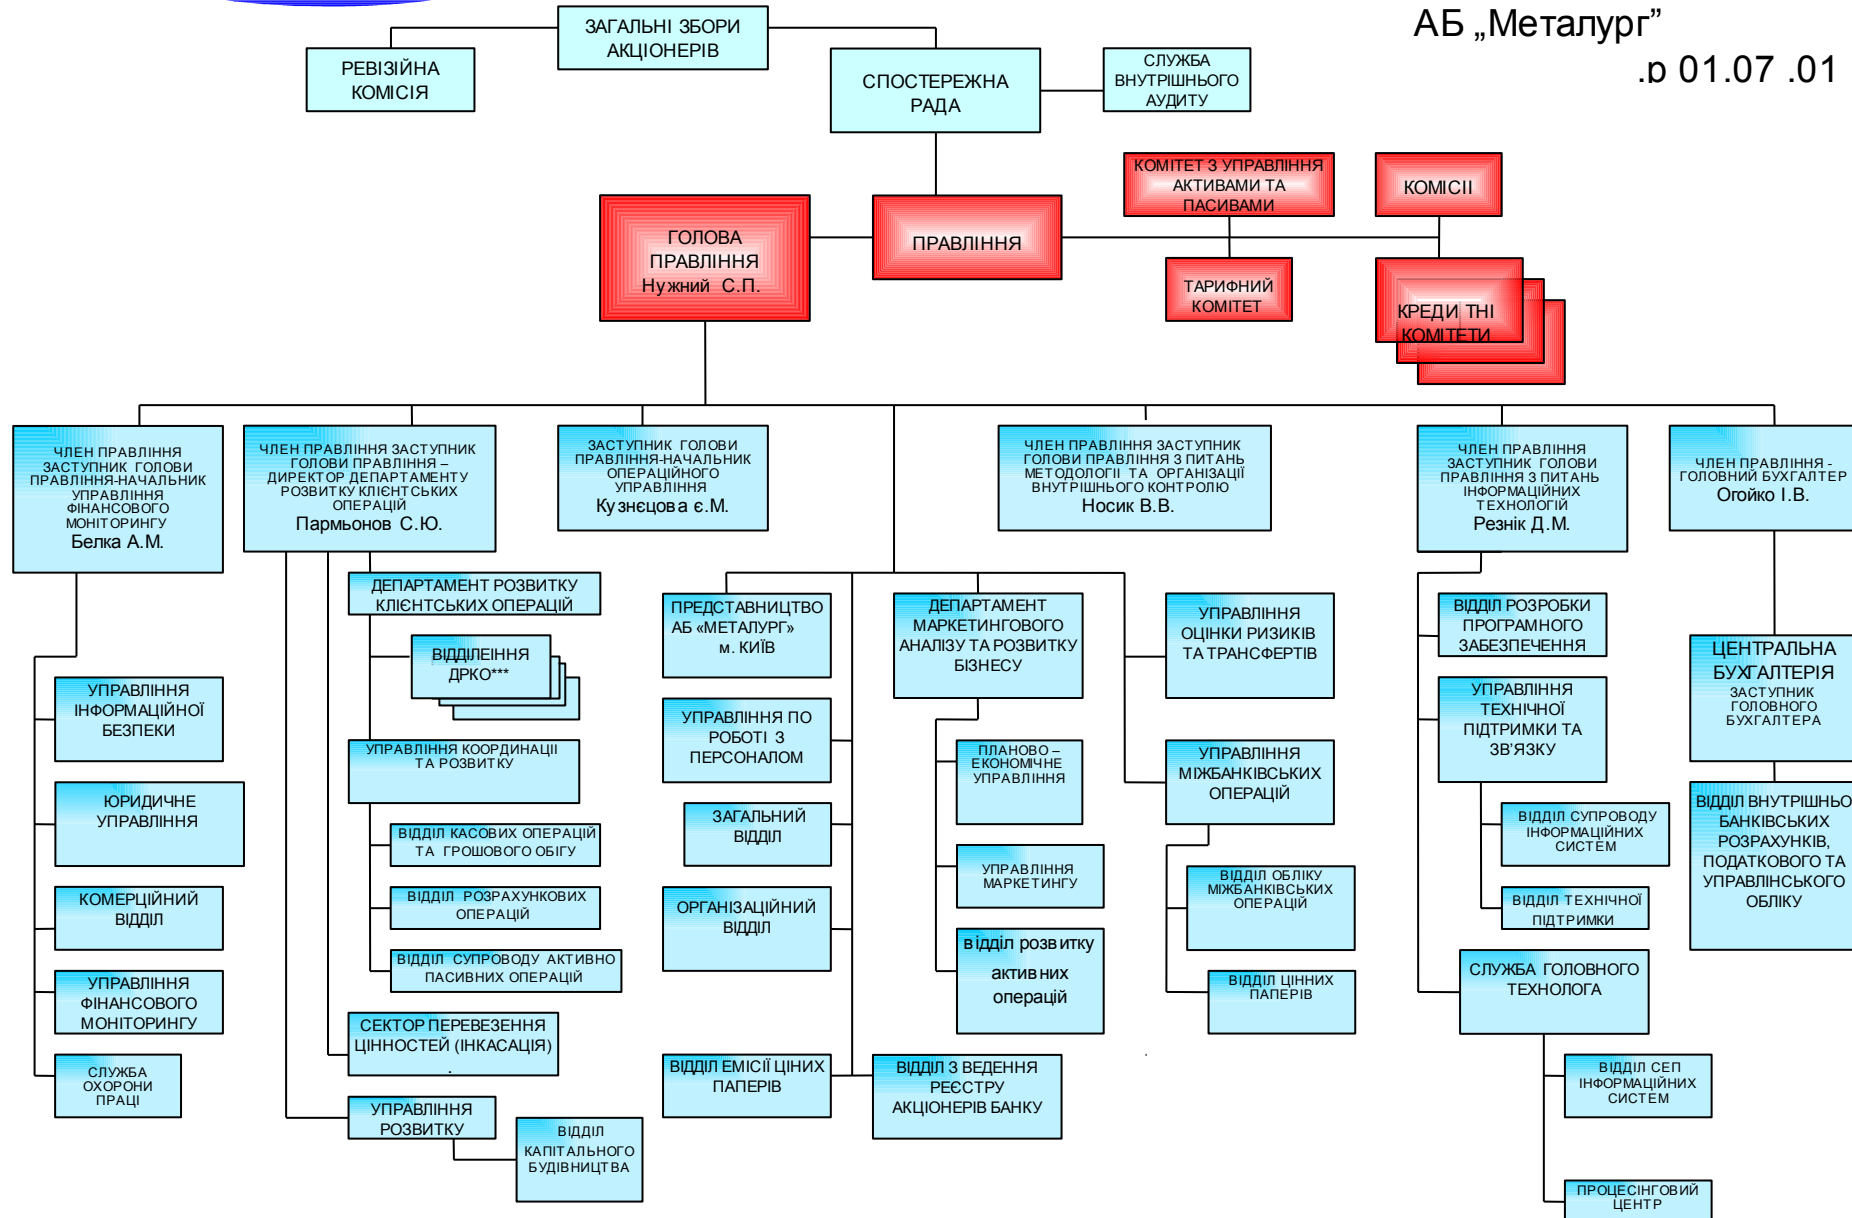 АБ „Металург”
.р 01.07 .01
ЗАГАЛЬНІ ЗБОРИ
АКЦІОНЕРІВ
РЕВІЗІЙНА
КОМІСІЯ
СПОСТЕРЕЖНА
РАДА
СЛУЖБА
ВНУТРІШНЬОГО
АУДИТУ
КОМІТЕТ З УПРАВЛІННЯ
АКТИВАМИ ТА
ПАСИВАМИ
КОМІСІІ
ГОЛОВА
ПРАВЛІННЯ
Нужний С.П.
ПРАВЛІННЯ
ТАРИФНИЙ
КОМІТЕТ
КРЕДИ ТНІ
КОМІТЕТИ
ЧЛЕН ПРАВЛІННЯ
ЗАСТУПНИК ГОЛОВИ
ПРАВЛІННЯ-НАЧАЛЬНИК
УПРАВЛІННЯ
ФІНАНСОВОГО
МОНІТОРИНГУ
Белка А.М.
ЧЛЕН ПРАВЛІННЯ ЗАСТУПНИК
ГОЛОВИ ПРАВЛІННЯ –
ДИРЕКТОР ДЕПАРТАМЕНТУ
РОЗВИТКУ КЛІЄНТСЬКИХ
ОПЕРАЦІЙ
Пармьонов С.Ю.
ЗАСТУПНИК ГОЛОВИ
ПРАВЛІННЯ-НАЧАЛЬНИК
ОПЕРАЦІЙНОГО
УПРАВЛІННЯ
Кузнєцова є.М.
ЧЛЕН ПРАВЛІННЯ ЗАСТУПНИК
ГОЛОВИ ПРАВЛІННЯ З ПИТАНЬ
МЕТОДОЛОГІІ ТА ОРГАНІЗАЦІЇ
ВНУТРІШНЬОГО КОНТРОЛЮ
Носик В.В.
ЧЛЕН ПРАВЛІННЯ
ЗАСТУПНИК ГОЛОВИ
ПРАВЛІННЯ З ПИТАНЬ
ІНФОРМАЦІЙНИХ
ТЕХНОЛОГІЙ
Резнік Д.М.
ЧЛЕН ПРАВЛІННЯ -
ГОЛОВНИЙ БУХГАЛТЕР
Огойко І.В.
УПРАВЛІННЯ
ІНФОРМАЦІЙНОЇ
БЕЗПЕКИ
ЮРИДИЧНЕ
УПРАВЛІННЯ
КОМЕРЦІЙНИЙ
ВІДДІЛ
УПРАВЛІННЯ
ФІНАНСОВОГО
МОНІТОРИНГУ
СЛУЖБА
ОХОРОНИ
ПРАЦІ
ДЕПАРТАМЕНТ РОЗВИТКУ
КЛІЄНТСЬКИХ ОПЕРАЦІЙ
ВІДДІЛЕІННЯ
ДРКО***
УПРАВЛІННЯ КООРДИНАЦІІ
ТА РОЗВИТКУ
ВІДДІЛ КАСОВИХ ОПЕРАЦІЙ
ТА ГРОШОВОГО ОБІГУ
ВІДДІЛ РОЗРАХУНКОВИХ
ОПЕРАЦІЙ
ВІДДІЛ СУПРОВОДУ АКТИВНО
ПАСИВНИХ ОПЕРАЦІЙ
СЕКТОР ПЕРЕВЕЗЕННЯ
ЦІННОСТЕЙ (ІНКАСАЦІЯ)
.
УПРАВЛІННЯ
РОЗВИТКУ
ВІДДІЛ
КАПІТАЛЬНОГО
БУДІВНИЦТВА
ПРЕДСТАВНИЦТВО
АБ «МЕТАЛУРГ»
м. КИЇВ
УПРАВЛІННЯ ПО
РОБОТІ З
ПЕРСОНАЛОМ
ЗАГАЛЬНИЙ
ВІДДІЛ
ОРГАНІЗАЦІЙНИЙ
ВІДДІЛ
ВІДДІЛ ЕМІСІЇ ЦІНИХ
ПАПЕРІВ
ВІДДІЛ З ВЕДЕННЯ
РЕЄСТРУ
АКЦІОНЕРІВ БАНКУ
ДЕПАРТАМЕНТ
МАРКЕТИНГОВОГО
АНАЛІЗУ ТА РОЗВИТКУ
БІЗНЕСУ
ПЛАНОВО –
ЕКОНОМІЧНЕ
УПРАВЛІННЯ
УПРАВЛІННЯ
МАРКЕТИНГУ
відділ розвитку
активних
операцій
УПРАВЛІННЯ
ОЦІНКИ РИЗИКІВ
ТА ТРАНСФЕРТІВ
УПРАВЛІННЯ
МІЖБАНКІВСЬКИХ
ОПЕРАЦІЙ
ВІДДІЛ ОБЛІКУ
МІЖБАНКІВСЬКИХ
ОПЕРАЦІЙ
ВІДДІЛ ЦІННИХ
ПАПЕРІВ
ВІДДІЛ РОЗРОБКИ
ПРОГРАМНОГО
ЗАБЕЗПЕЧЕННЯ
УПРАВЛІННЯ
ТЕХНІЧНОЇ
ПІДТРИМКИ ТА
ЗВ’ЯЗКУ
ВІДДІЛ СУПРОВОДУ
ІНФОРМАЦІЙНИХ
СИСТЕМ
ВІДДІЛ ТЕХНІЧНОЇ
ПІДТРИМКИ
СЛУЖБА ГОЛОВНОГО
ТЕХНОЛОГА
ВІДДІЛ СЕП
ІНФОРМАЦІЙНИХ
СИСТЕМ
ПРОЦЕСІНГОВИЙ
ЦЕНТР
ЦЕНТРАЛЬНА
БУХГАЛТЕРІЯ
ЗАСТУПНИК
ГОЛОВНОГО
БУХГАЛТЕРА
ВІДДІЛ ВНУТРІШНЬО
БАНКІВСЬКИХ
РОЗРАХУНКІВ,
ПОДАТКОВОГО ТА
УПРАВЛІНСЬКОГО
ОБЛІКУ